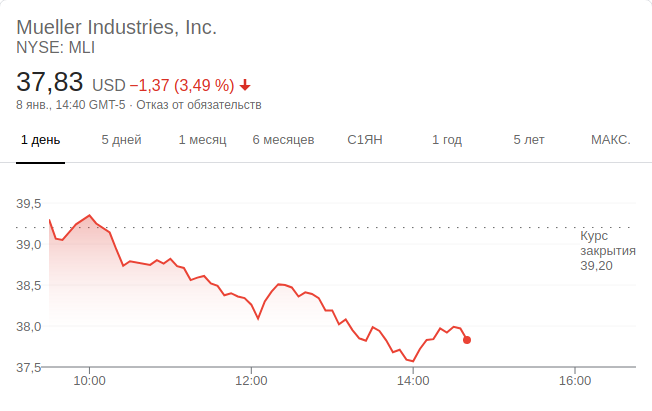 Mueller Industries, Inc.
NYSE: MLI
37,83 USD −1,37 (3,49 %)
8 янв., 14:40 GMT-5 · Отказ от обязательств
1 день 5 дней 1 месяц 6 месяцев С1ЯН 1 год 5 лет МАКС.
39,5
Курс
закрытия
39,20
39,0
38,5
38,0
37,5
10:00 12:00 14:00 16:00